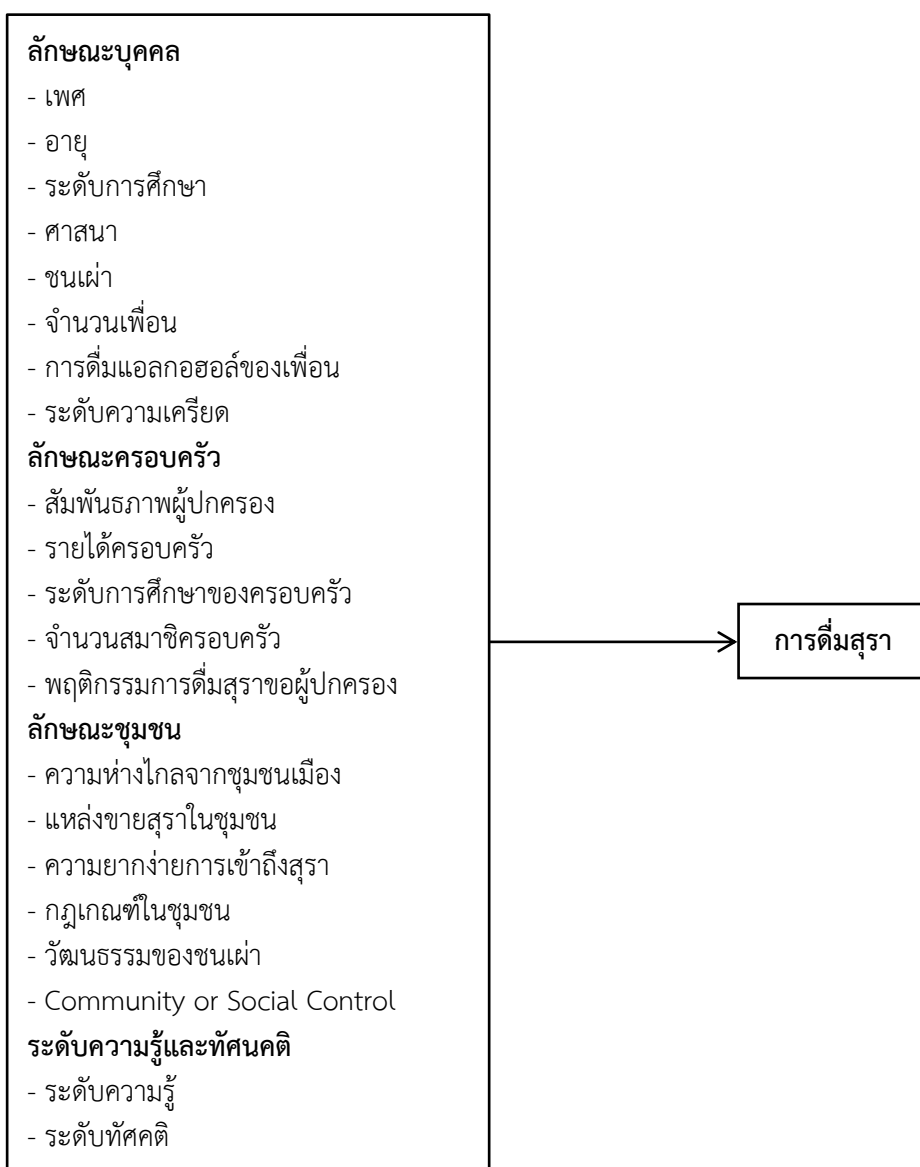 ลักษณะบุคคล
- เพศ
- อายุ
- ระดับการศึกษา
- ศาสนา
- ชนเผ่า
- จำนวนเพื่อน
- การดื่มแอลกอฮอล์ของเพื่อน
- ระดับความเครียด
ลักษณะครอบครัว
- สัมพันธภาพผู้ปกครอง
- รายได้ครอบครัว
- ระดับการศึกษาของครอบครัว
- จำนวนสมาชิครอบครัว
- พฤติกรรมการดื่มสุราขอผู้ปกครอง
ลักษณะชุมชน
- ความห่างไกลจากชุมชนเมือง
- แหล่งขายสุราในชุมชน
- ความยากง่ายการเข้าถึงสุรา
- กฎเกณฑ์ในชุมชน
- วัฒนธรรมของชนเผ่า
- Community or Social Control
ระดับความรู้และทัศนคติ
- ระดับความรู้
- ระดับทัศคติ
การดื่มสุรา